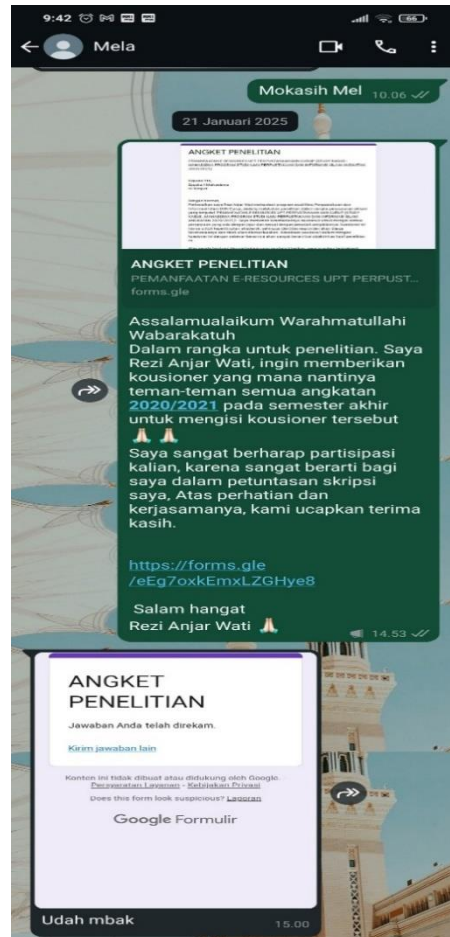 9:42
66
Mela
Mokasih Mel 10.06
21 Januari 2025
ANGKET PENELITIAN
ANGKET PENELITIAN
PEMANFAATAN E-RESOURCES UPT PERPUST...
forms.gle
Assalamualaikum Warahmatullahi
Wabarakatuh
Dalam rangka untuk penelitian. Saya
Rezi Anjar Wati, ingin memberikan
kousioner yang mana nantinya
teman-teman semua angkatan
2020/2021 pada semester akhir
untuk mengisi kousioner tersebut
🙏🏻 🙏🏻
Saya sangat berharap partisipasi
kalian, karena sangat berarti bagi
saya dalam petuntasan skripsi
saya, Atas perhatian dan
kerjasamanya, kami ucapkan terima
kasih.
https://forms.gle
/eEg7oxkEmxLZGHye8
Salam hangat
Rezi Anjar Wati 🙏🏻
14.53
ANGKET
PENELITIAN
Jawaban Anda telah direkam.
Kirim jawaban lain
Konten ini tidak dibuat atau didukung oleh Google.
Persyaratan Layanan - Kebijakan Privasi
Does this form look suspicious? Laporan
Google Formulir
Udah mbak 15.00